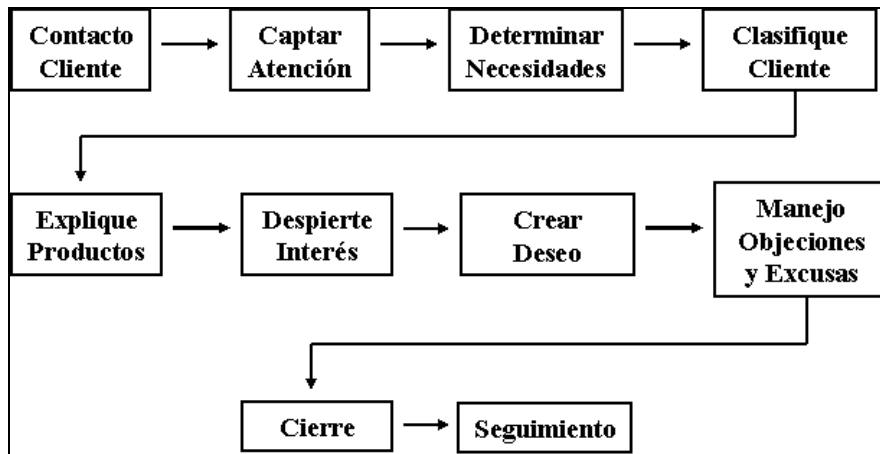 Contacto
Cliente
Captar
Atención
Determinar
Necesidades
Clasifique
Cliente
Explique
Productos
Despierte
Interés
Crear
Deseo
Manejo
Objeciones
y Excusas
Cierre
Seguimiento